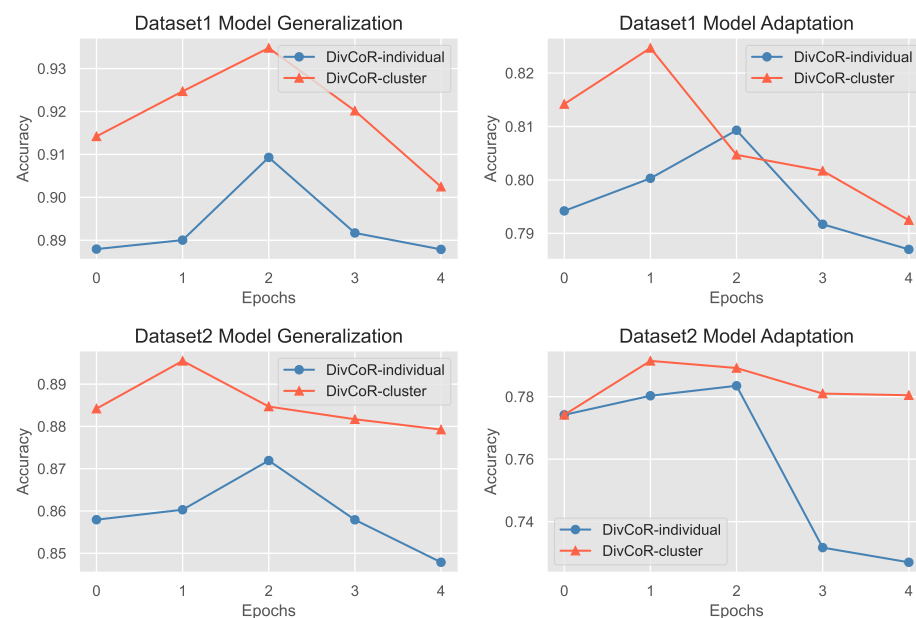 Dataset1 Model Generalization
DivCoR-individual
DivCoR-cluster
0.93
0.92
0.91
0.90
0.89
Accuracy
0 1 2 3 4
Epochs
Dataset1 Model Adaptation
DivCoR-individual
DivCoR-cluster
0.82
0.81
0.80
0.79
Accuracy
0 1 2 3 4
Epochs
Dataset2 Model Generalization
DivCoR-individual
DivCoR-cluster
0.89
0.88
0.87
0.86
0.85
Accuracy
0 1 2 3 4
Epochs
Dataset2 Model Adaptation
0.78
0.76
0.74
Accuracy
DivCoR-individual
DivCoR-cluster
0 1 2 3 4
Epochs